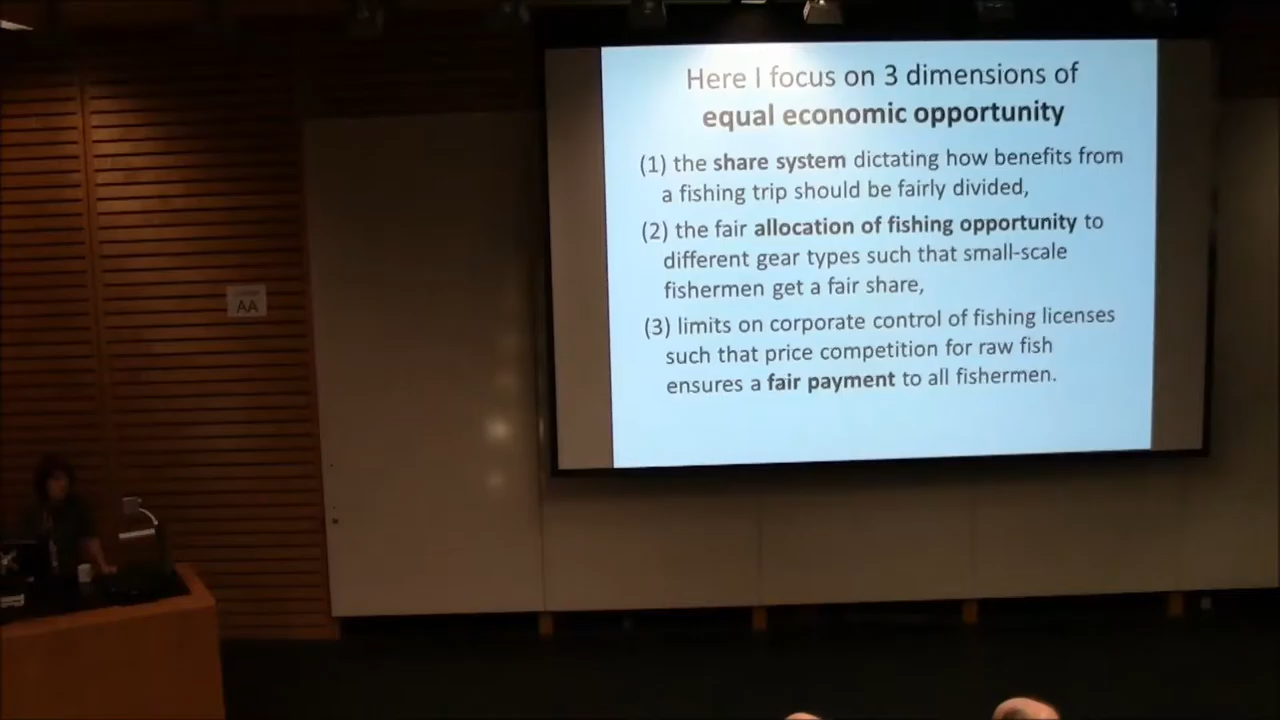 Here I focus on 3 dimensions of
equal economic opportunity
(1) the share system dictating how benefits from
a fishing trip should be fairly divided,
(2) the fair allocation of fishing opportunity to
different gear types such that small-scale
fishermen get a fair share,
(3) limits on corporate control of fishing licenses
such that price competition for raw fish
ensures a fair payment to all fishermen.
AA